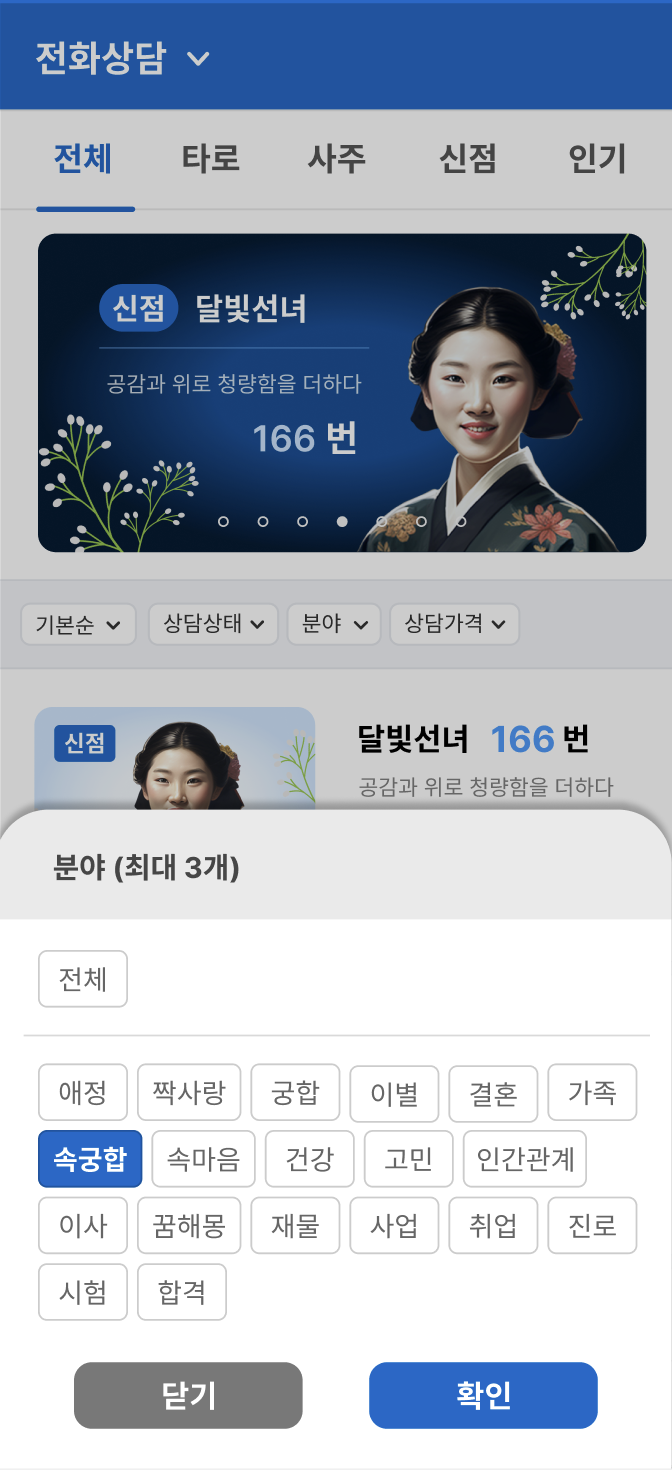 전화상담
전체 타로 사주 신점 인기
신점 달빛선녀
공감과 위로 청량함을 더하다
166 번
기본순 상담상태 분야 상담가격
신점
달빛선녀 166 번
공감과 위로 청량함을 더하다
분야 (최대 3개)
전체
애정 짝사랑 궁합 이별 결혼 가족
속궁합 속마음 건강 고민 인간관계
이사 꿈해몽 재물 사업 취업 진로
시험 합격
닫기 확인